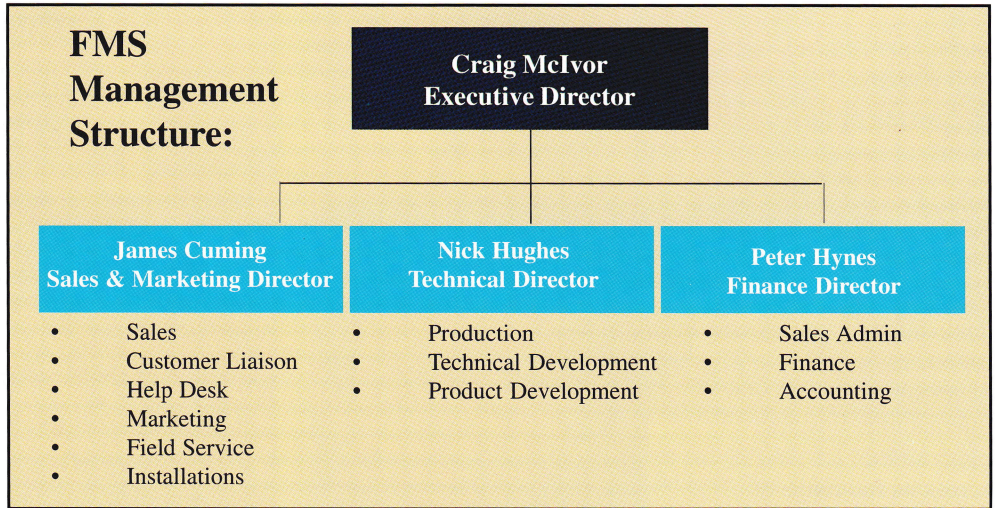 FMS
Management
Structure:
Craig McIvor
Executive Director
James Cuming
Sales & Marketing Director
• Sales
• Customer Liaison
• Help Desk
• Marketing
• Field Service
• Installations
Nick Hughes
Technical Director
• Production
• Technical Development
• Product Development
Peter Hynes
Finance Director
• Sales Admin
• Finance
• Accounting